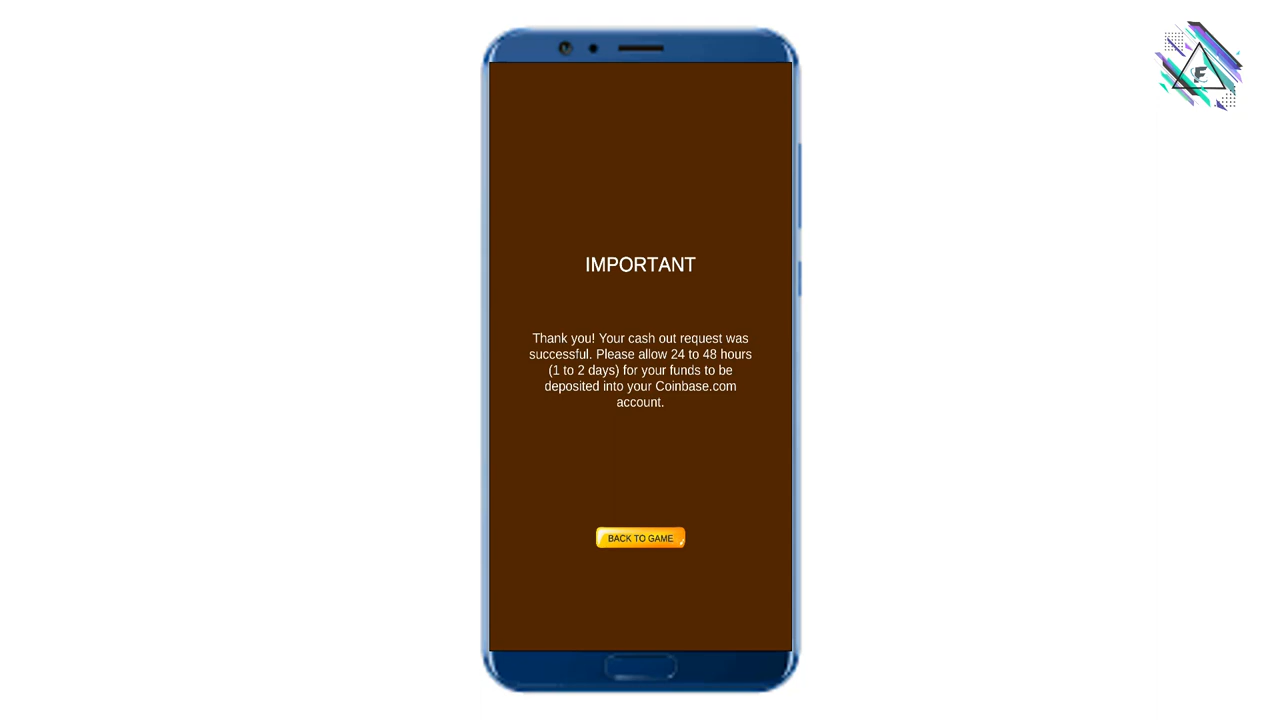 IMPORTANT
Thank you! Your cash out request was
successful. Please allow 24 to 48 hours
(1 to 2 days) for your funds to be
deposited into your Coinbase.com
account.
BACK TO GAME
F